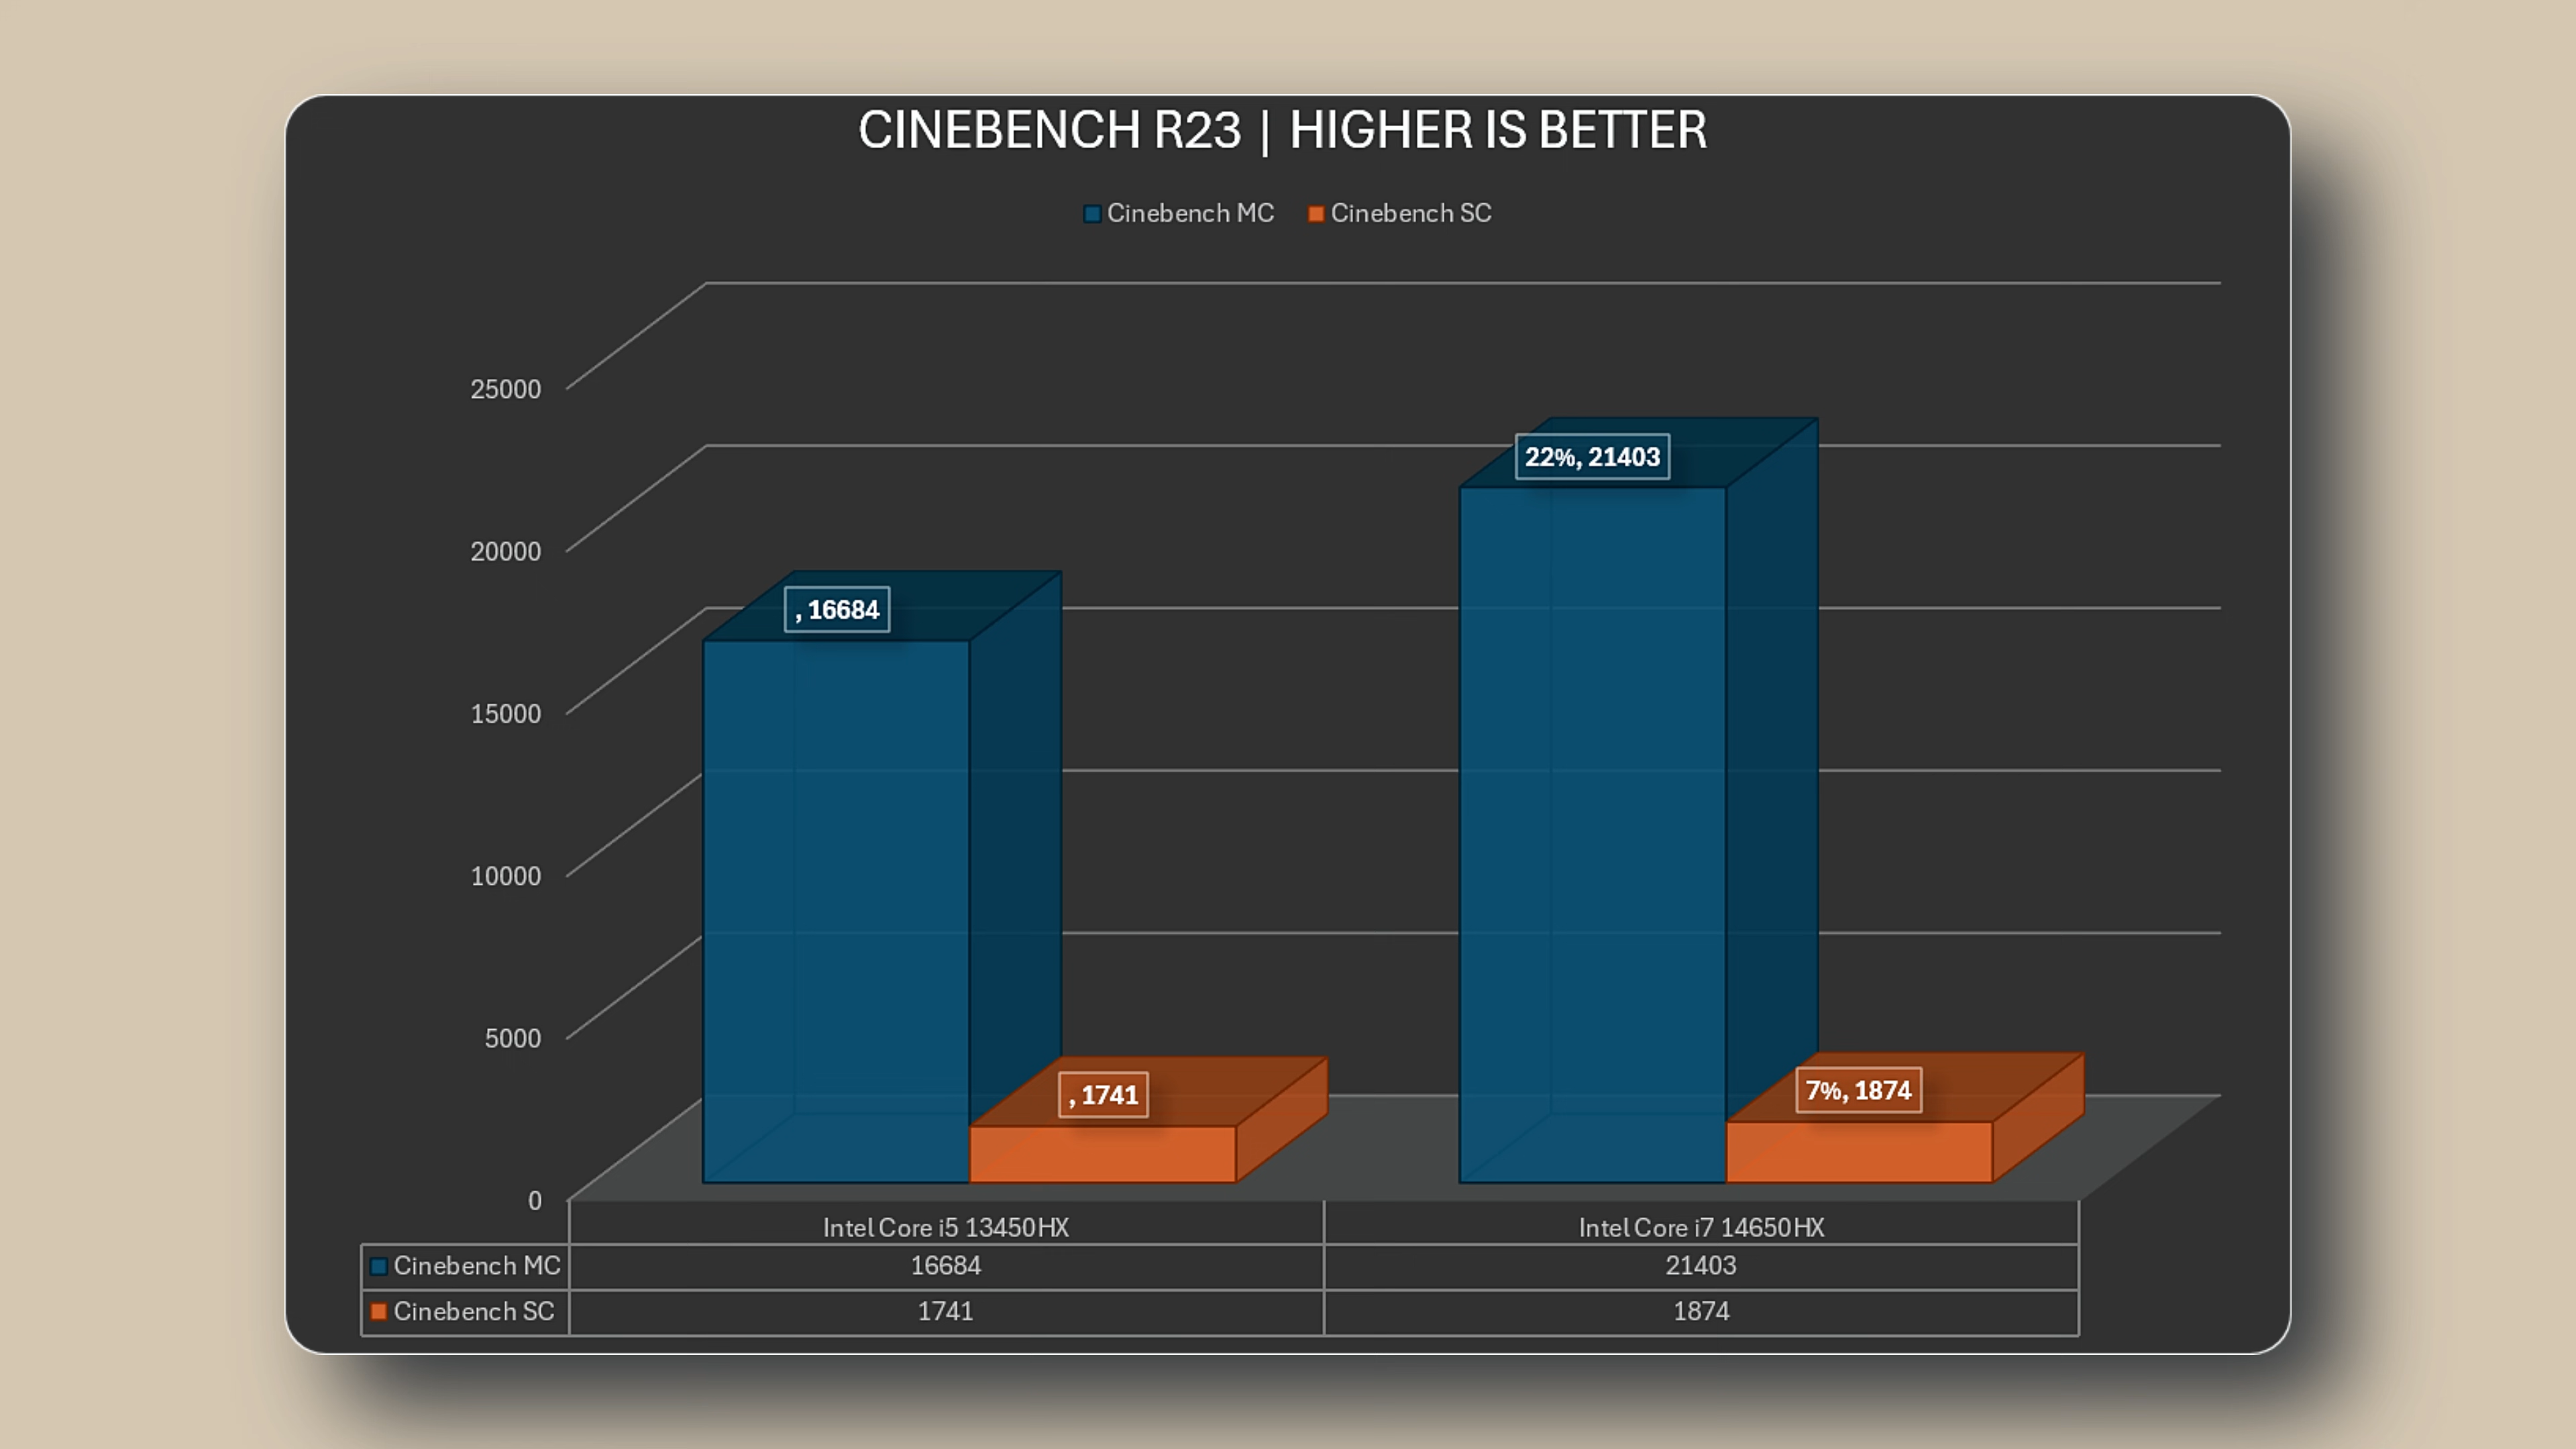 CINEBENCH R23 | HIGHER IS BETTER
Cinebench MC Cinebench SC
25000
20000
15000
10000
5000
0
22%, 21403
, 16684
, 1741
7%, 1874
Intel Core i5 13450HX Intel Core i7 14650HX
Cinebench MC 16684 21403
Cinebench SC 1741 1874